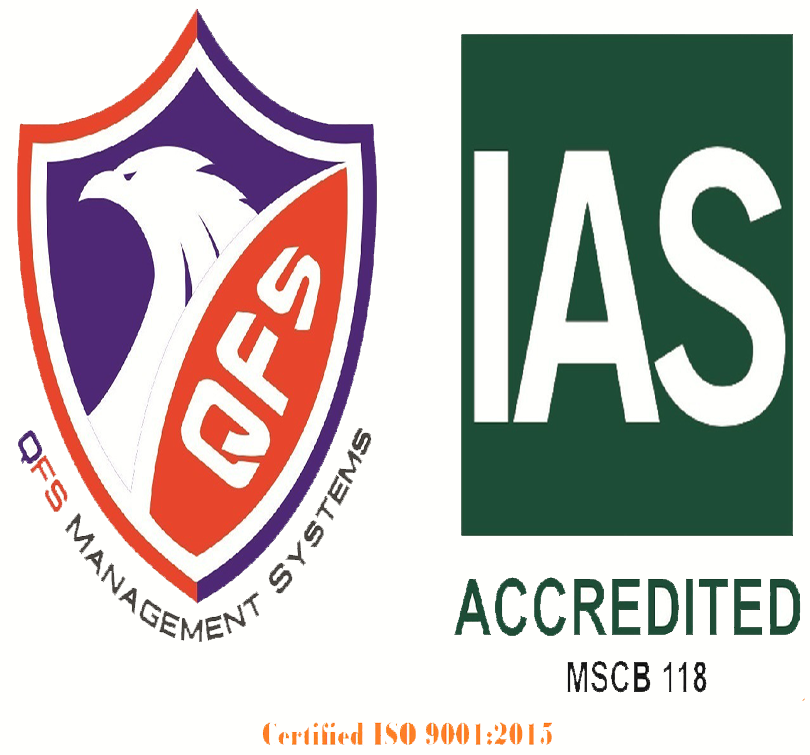 QFS
QFS MANAGEMENT SYSTEMS
IAS
ACCREDITED
MSCB 118
Certified ISO 9001:2015